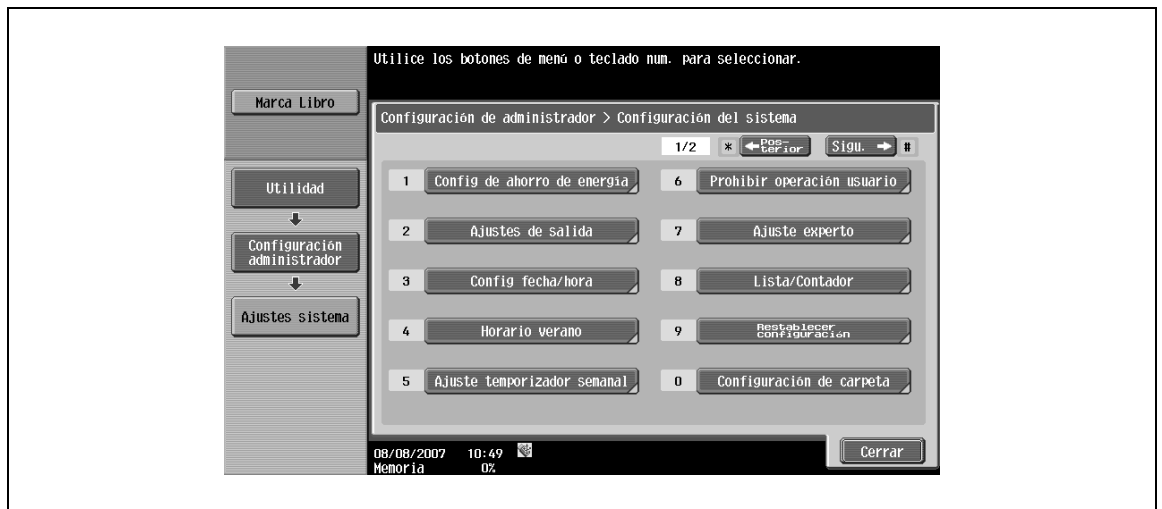 Utilice los botones de menú o teclado num. para seleccionar.
Marca Libro
Configuración de administrador > Configuración del sistema
1/2 * ←Pos-terior Sigu. → #
Utilidad
Configuración
administrador
Ajustes sistema
1 Config de ahorro de energía
2 Ajustes de salida
3 Config fecha/hora
4 Horario verano
5 Ajuste temporizador semanal
6 Prohibir operación usuario
7 Ajuste experto
8 Lista/Contador
9 Restablecer
configuración
0 Configuración de carpeta
08/08/2007 10:49
Memoria 0%
Cerrar